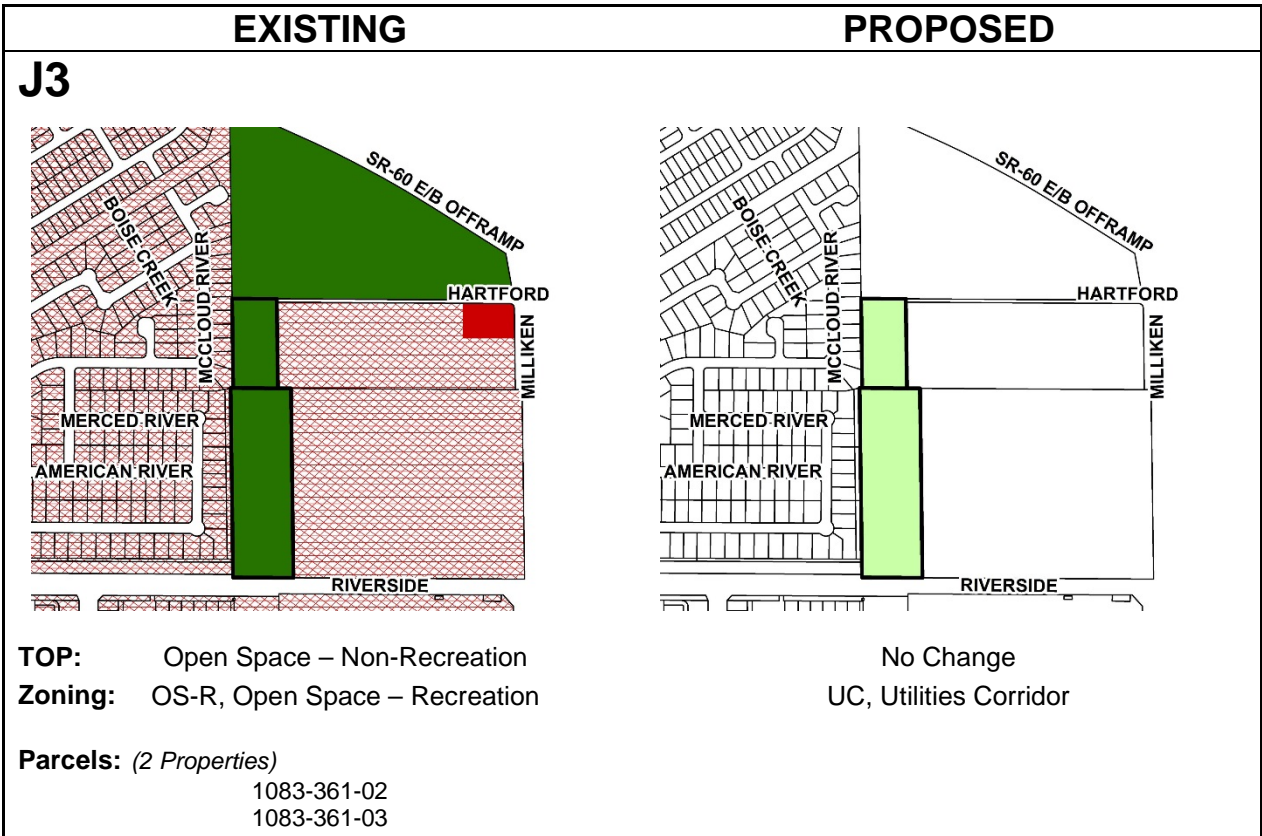 EXISTING PROPOSED
J3
SR-60 E/B OFFRAMP
BOISE CREEK
MCCLOUD RIVER
HARTFORD
MILLIKEN
MERCED RIVER
AMERICAN RIVER
RIVERSIDE
SR-60 E/B OFFRAMP
BOISE CREEK
MCCLOUD RIVER
HARTFORD
MILLIKEN
MERCED RIVER
AMERICAN RIVER
RIVERSIDE
TOP: Open Space – Non-Recreation No Change
Zoning: OS-R, Open Space – Recreation UC, Utilities Corridor
Parcels: (2 Properties)
1083-361-02
1083-361-03